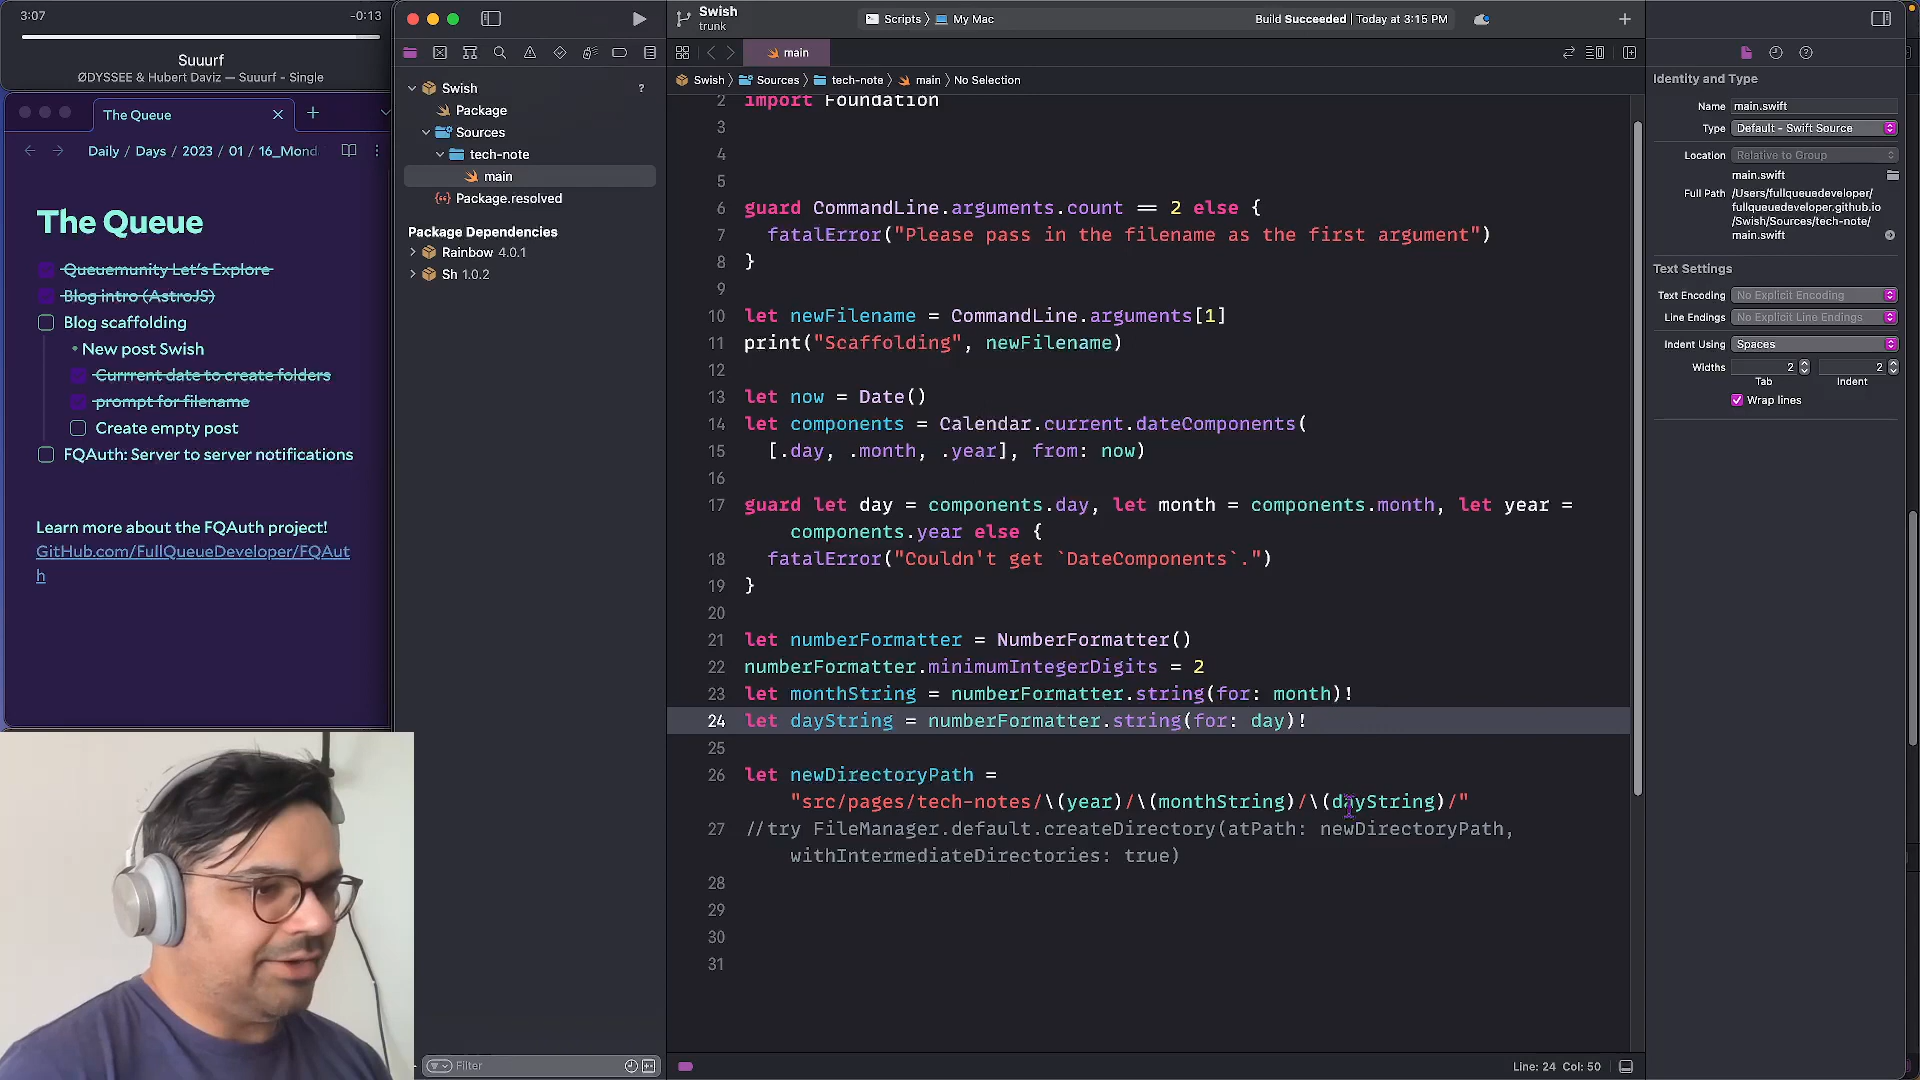 3:07
-0:13
Suuurf
ØDYSSEE & Hubert Daviz — Suuurf - Single
The Queue
Daily / Days / 2023 / 01 / 16_Mond
The Queue
Queuemunity Let's Explore
Blog intro (AstroJS)
Blog scaffolding
• New post Swish
Currrent date to create folders
prompt for filename
Create empty post
FQAuth: Server to server notifications
Learn more about the FQAuth project!
GitHub.com/FullQueueDeveloper/FQAut
h
Swish
trunk
Scripts
My Mac
Build Succeeded | Today at 3:15 PM
Swish
?
Package
Sources
tech-note
main
Package.resolved
Package Dependencies
Rainbow 4.0.1
Sh 1.0.2
Filter
main
Swish > Sources > tech-note > main > No Selection
2 import Foundation
3
4
5
6 guard CommandLine.arguments.count == 2 else {
7 fatalError("Please pass in the filename as the first argument")
8 }
9
10 let newFilename = CommandLine.arguments[1]
11 print("Scaffolding", newFilename)
12
13 let now = Date()
14 let components = Calendar.current.dateComponents(
15 [.day, .month, .year], from: now)
16
17 guard let day = components.day, let month = components.month, let year =
components.year else {
18 fatalError("Couldn't get `DateComponents`.")
19 }
20
21 let numberFormatter = NumberFormatter()
22 numberFormatter.minimumIntegerDigits = 2
23 let monthString = numberFormatter.string(for: month)!
24 let dayString = numberFormatter.string(for: day)!
25
26 let newDirectoryPath =
"src/pages/tech-notes/\(year)/\(monthString)/\(dayString)/"
27 //try FileManager.default.createDirectory(atPath: newDirectoryPath,
withIntermediateDirectories: true)
28
29
30
31
Line: 24 Col: 50
Identity and Type
Name main.swift
Type Default - Swift Source
Location Relative to Group
main.swift
Full Path /Users/fullqueuedeveloper/
fullqueuedeveloper.github.io
/Swish/Sources/tech-note/
main.swift
Text Settings
Text Encoding No Explicit Encoding
Line Endings No Explicit Line Endings
Indent Using Spaces
Widths 2 2
Tab Indent
Wrap lines